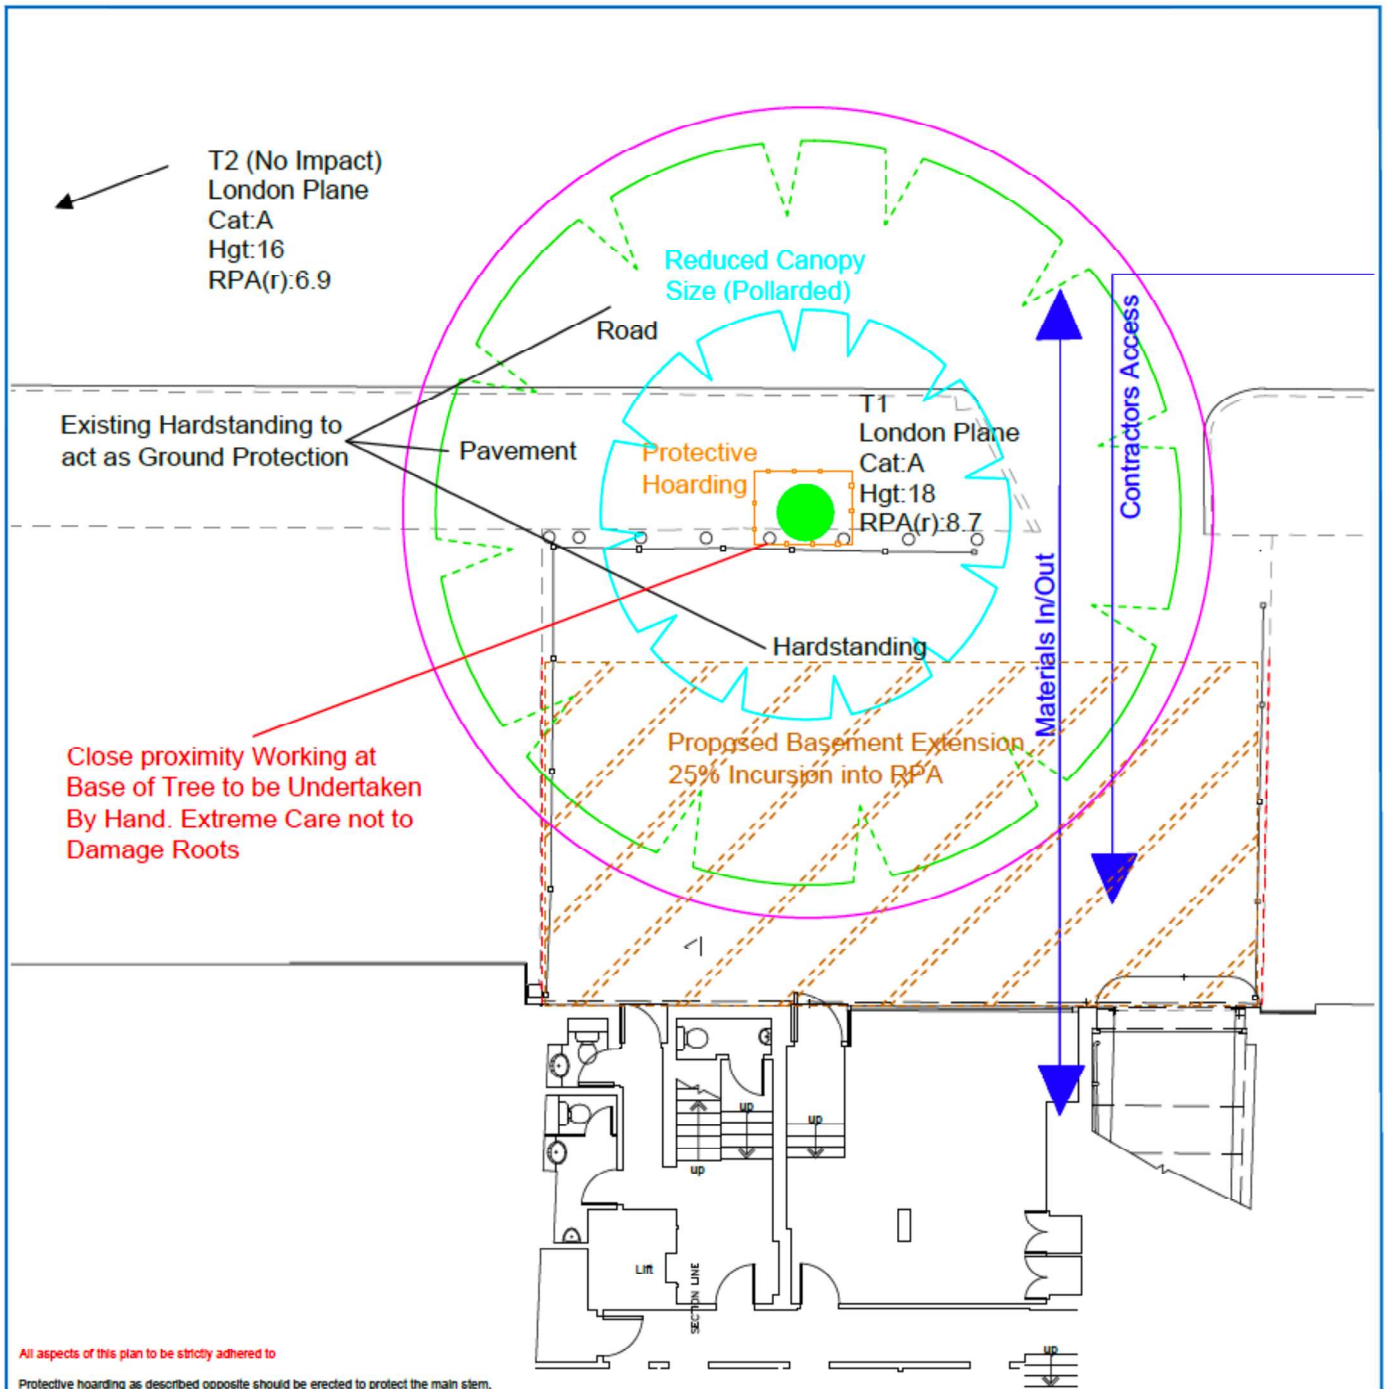 T2 (No Impact)
London Plane
Cat:A
Hgt:16
RPA(r):6.9
Reduced Canopy
Size (Pollarded)
Road
Existing Hardstanding to
act as Ground Protection
Pavement
Protective
Hoarding
T1
London Plane
Cat:A
Hgt:18
RPA(r):8.7
Contractors Access
Materials In/Out
Hardstanding
Proposed Basement Extension
25% Incursion into RPA
Close proximity Working at
Base of Tree to be Undertaken
By Hand. Extreme Care not to
Damage Roots
up
up
up
Lift
SECTION LINE
up
All aspects of this plan to be strictly adhered to
Protective hoarding as described opposite should be erected to protect the main stem.